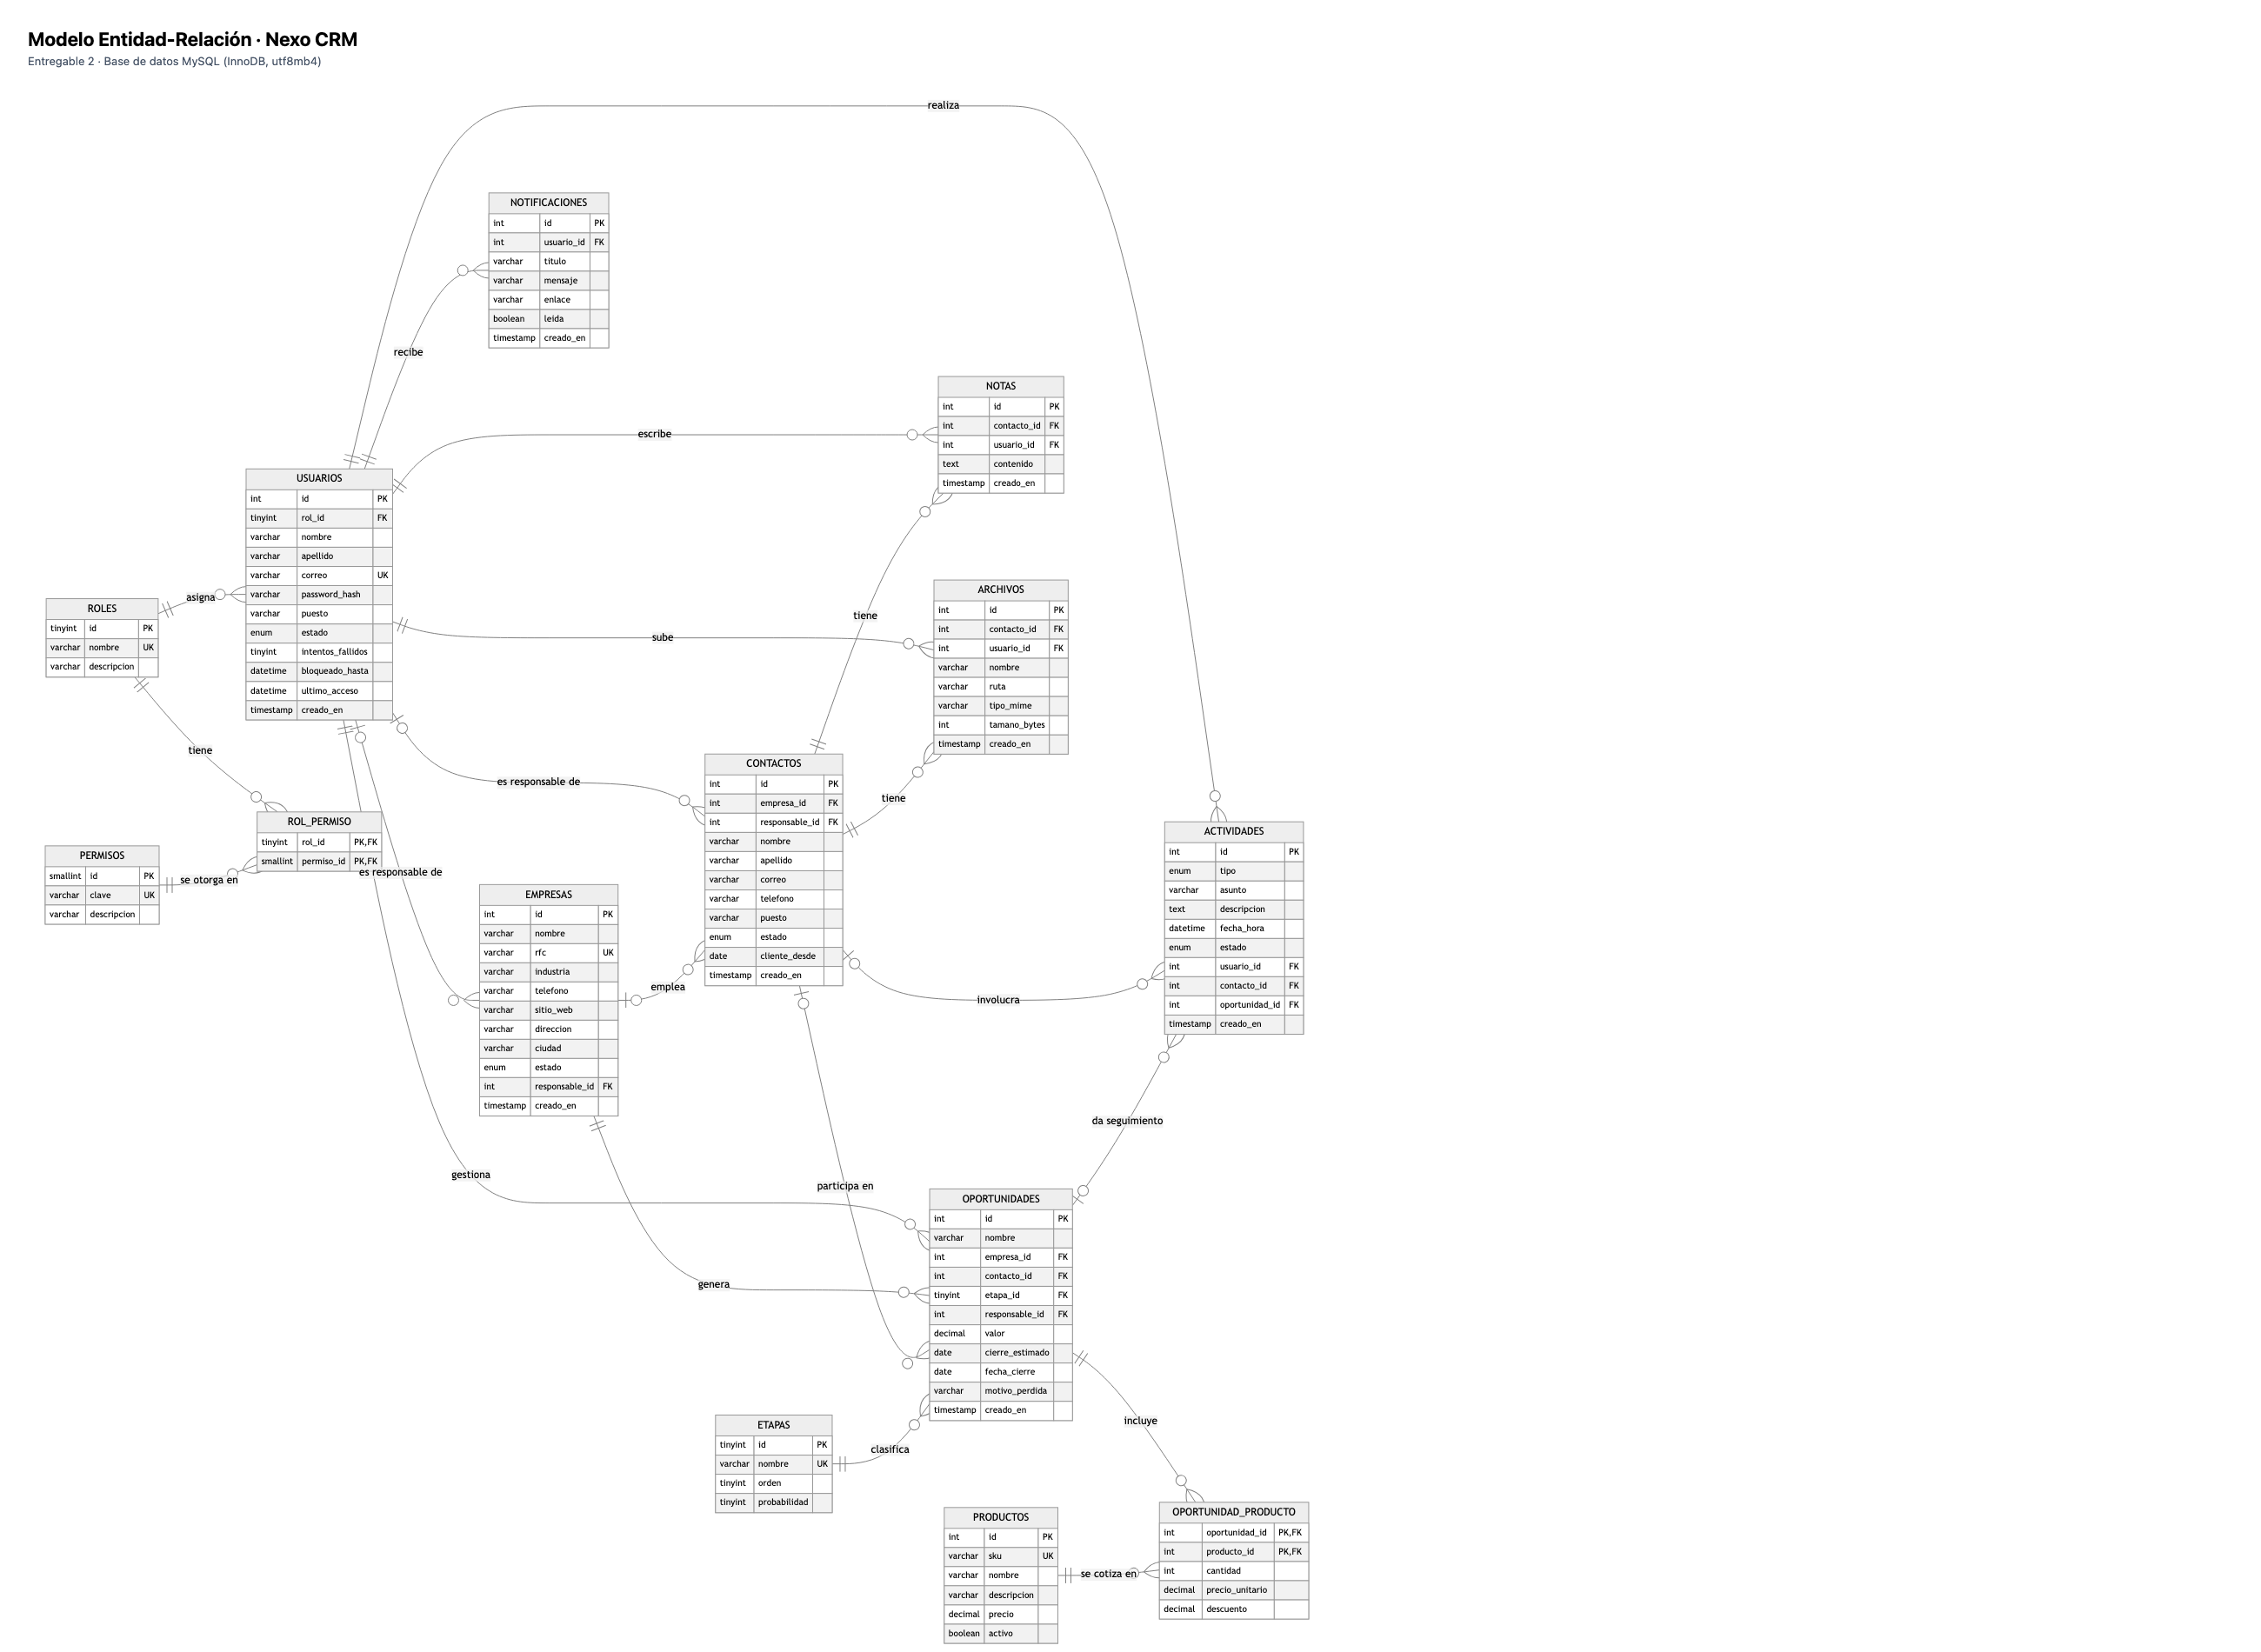 Modelo Entidad-Relación · Nexo CRM
Entregable 2 · Base de datos MySQL (InnoDB, utf8mb4)
realiza
NOTIFICACIONES
int id PK
int usuario_id FK
varchar titulo
varchar mensaje
varchar enlace
boolean leida
timestamp creado_en
recibe
NOTAS
int id PK
int contacto_id FK
int usuario_id FK
text contenido
timestamp creado_en
escribe
USUARIOS
int id PK
tinyint rol_id FK
varchar nombre
varchar apellido
varchar correo UK
varchar password_hash
varchar puesto
enum estado
tinyint intentos_fallidos
datetime bloqueado_hasta
datetime ultimo_acceso
timestamp creado_en
asigna
ROLES
tinyint id PK
varchar nombre UK
varchar descripcion
sube
tiene
ARCHIVOS
int id PK
int contacto_id FK
int usuario_id FK
varchar nombre
varchar ruta
varchar tipo_mime
int tamano_bytes
timestamp creado_en
tiene
es responsable de
tiene
CONTACTOS
int id PK
int empresa_id FK
int responsable_id FK
varchar nombre
varchar apellido
varchar correo
varchar telefono
varchar puesto
enum estado
date cliente_desde
timestamp creado_en
ROL_PERMISO
tinyint rol_id PK,FK
smallint permiso_id PK,FK
PERMISOS
smallint id PK
varchar clave UK
varchar descripcion
se otorga en
es responsable de
ACTIVIDADES
int id PK
enum tipo
varchar asunto
text descripcion
datetime fecha_hora
enum estado
int usuario_id FK
int contacto_id FK
int oportunidad_id FK
timestamp creado_en
EMPRESAS
int id PK
varchar nombre
varchar rfc UK
varchar industria
varchar telefono
varchar sitio_web
varchar direccion
varchar ciudad
enum estado
int responsable_id FK
timestamp creado_en
emplea
involucra
da seguimiento
gestiona
participa en
genera
OPORTUNIDADES
int id PK
varchar nombre
int empresa_id FK
int contacto_id FK
tinyint etapa_id FK
int responsable_id FK
decimal valor
date cierre_estimado
date fecha_cierre
varchar motivo_perdida
timestamp creado_en
incluye
ETAPAS
tinyint id PK
varchar nombre UK
tinyint orden
tinyint probabilidad
clasifica
PRODUCTOS
int id PK
varchar sku UK
varchar nombre
varchar descripcion
decimal precio
boolean activo
se cotiza en
OPORTUNIDAD_PRODUCTO
int oportunidad_id PK,FK
int producto_id PK,FK
int cantidad
decimal precio_unitario
decimal descuento